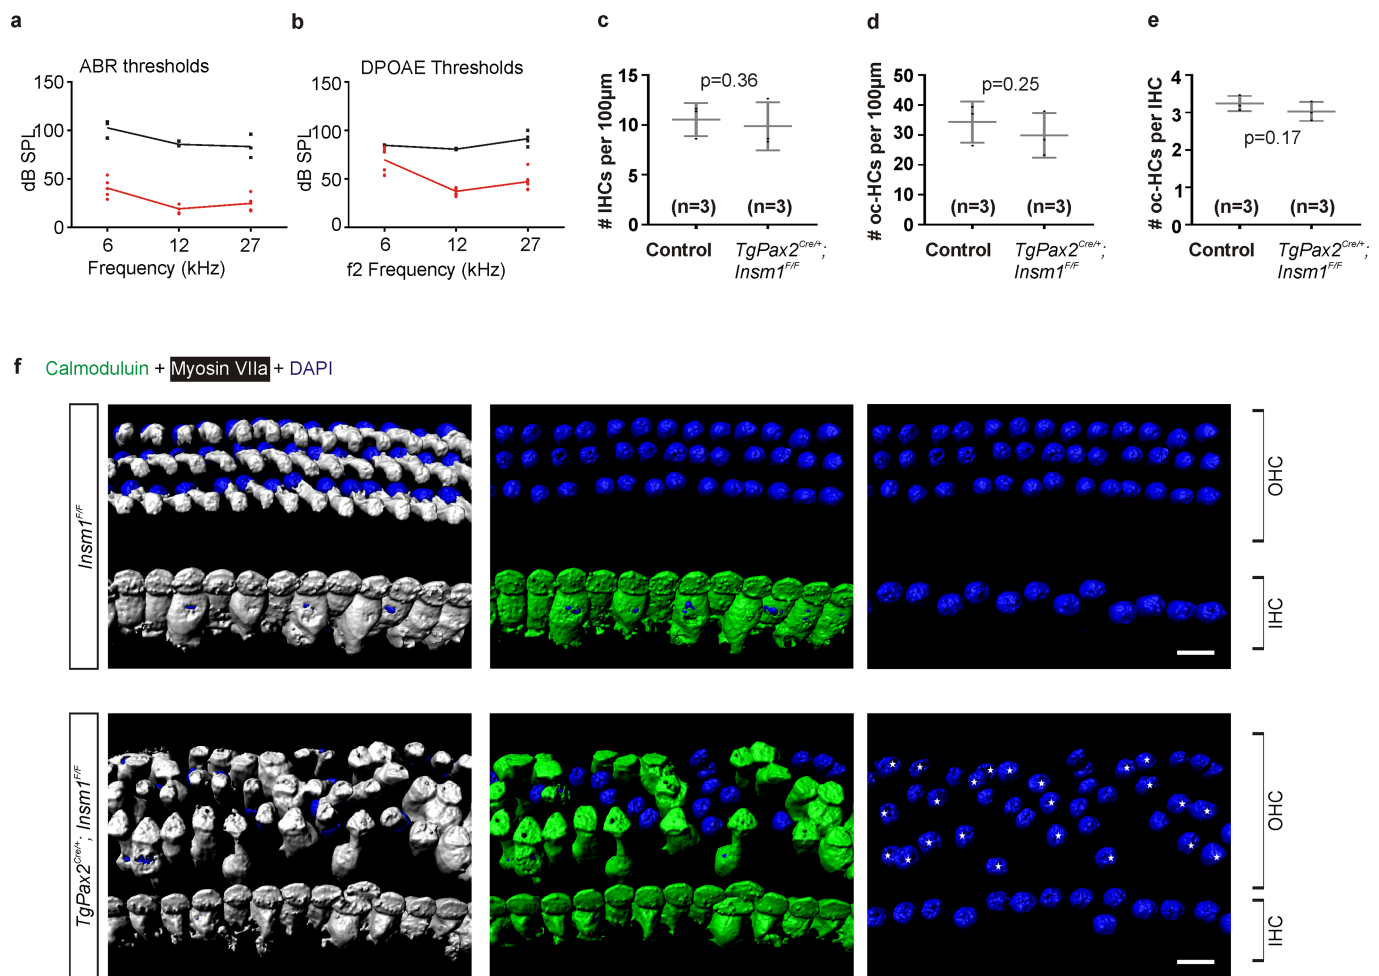 a
b
c
d
e
ABR thresholds
150
100
50
0
dB SPL
6 12 27
Frequency (kHz)
DPOAE Thresholds
150
100
50
0
dB SPL
6 12 27
f2 Frequency (kHz)
15
10
5
0
# IHCs per 100µm
p=0.36
(n=3) (n=3)
Control
TgPax2Cre/+;
Insm1F/F
50
40
30
20
10
0
# oc-HCs per 100µm
p=0.25
(n=3) (n=3)
Control
TgPax2Cre/+;
Insm1F/F
4
3
2
1
0
# oc-HCs per IHC
p=0.17
(n=3) (n=3)
Control
TgPax2Cre/+;
Insm1F/F
f
Calmoduluin + Myosin VIIa + DAPI
Insm1F/F
OHC
IHC
TgPax2Cre/+; Insm1F/F
OHC
IHC